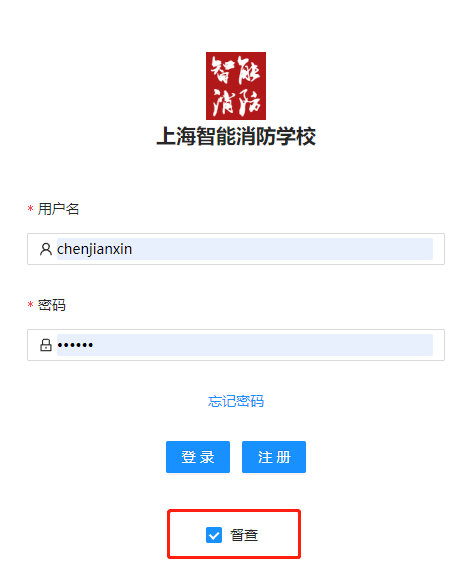 智能
消防
上海智能消防学校
* 用户名
chenjianxin
* 密码
••••••
忘记密码
登 录 注 册
督查